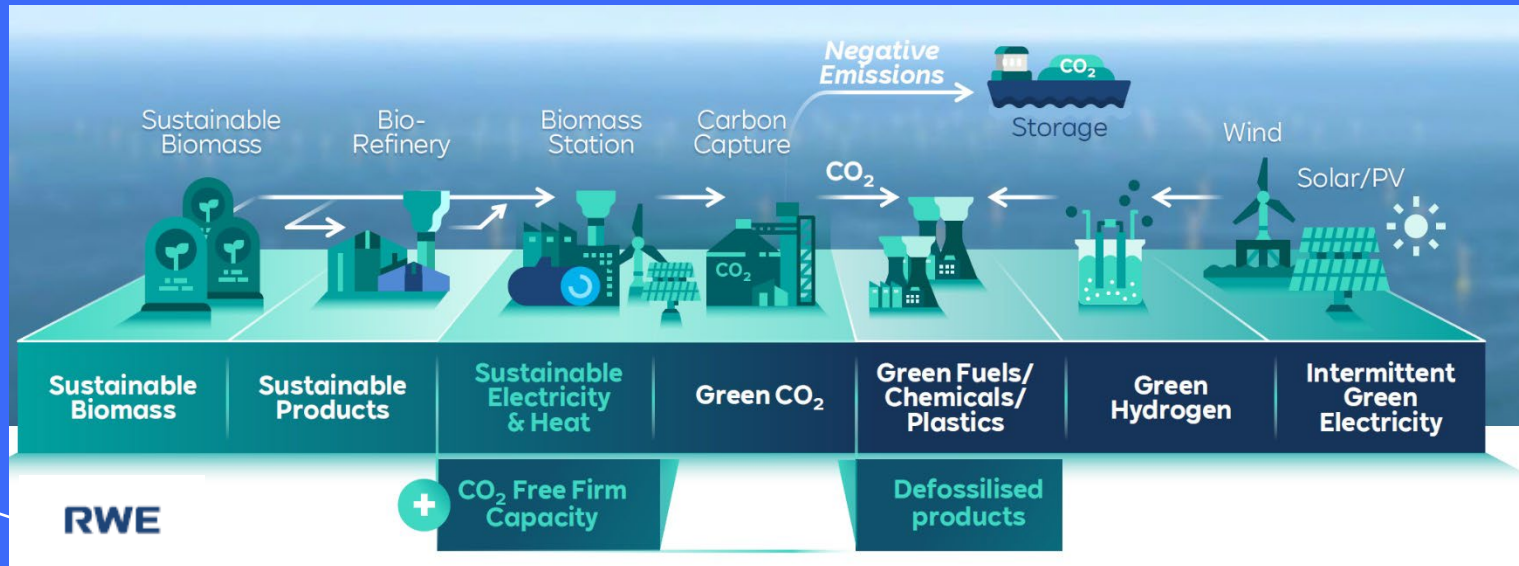 Negative
Emissions
CO₂
Storage
Sustainable
Biomass
Bio-
Refinery
Biomass
Station
Carbon
Capture
CO₂
Wind
Solar/PV
CO₂
Sustainable
Biomass
Sustainable
Products
Sustainable
Electricity
& Heat
Green CO₂
Green Fuels/
Chemicals/
Plastics
Green
Hydrogen
Intermittent
Green
Electricity
+
CO₂ Free Firm
Capacity
Defossilised
products
RWE